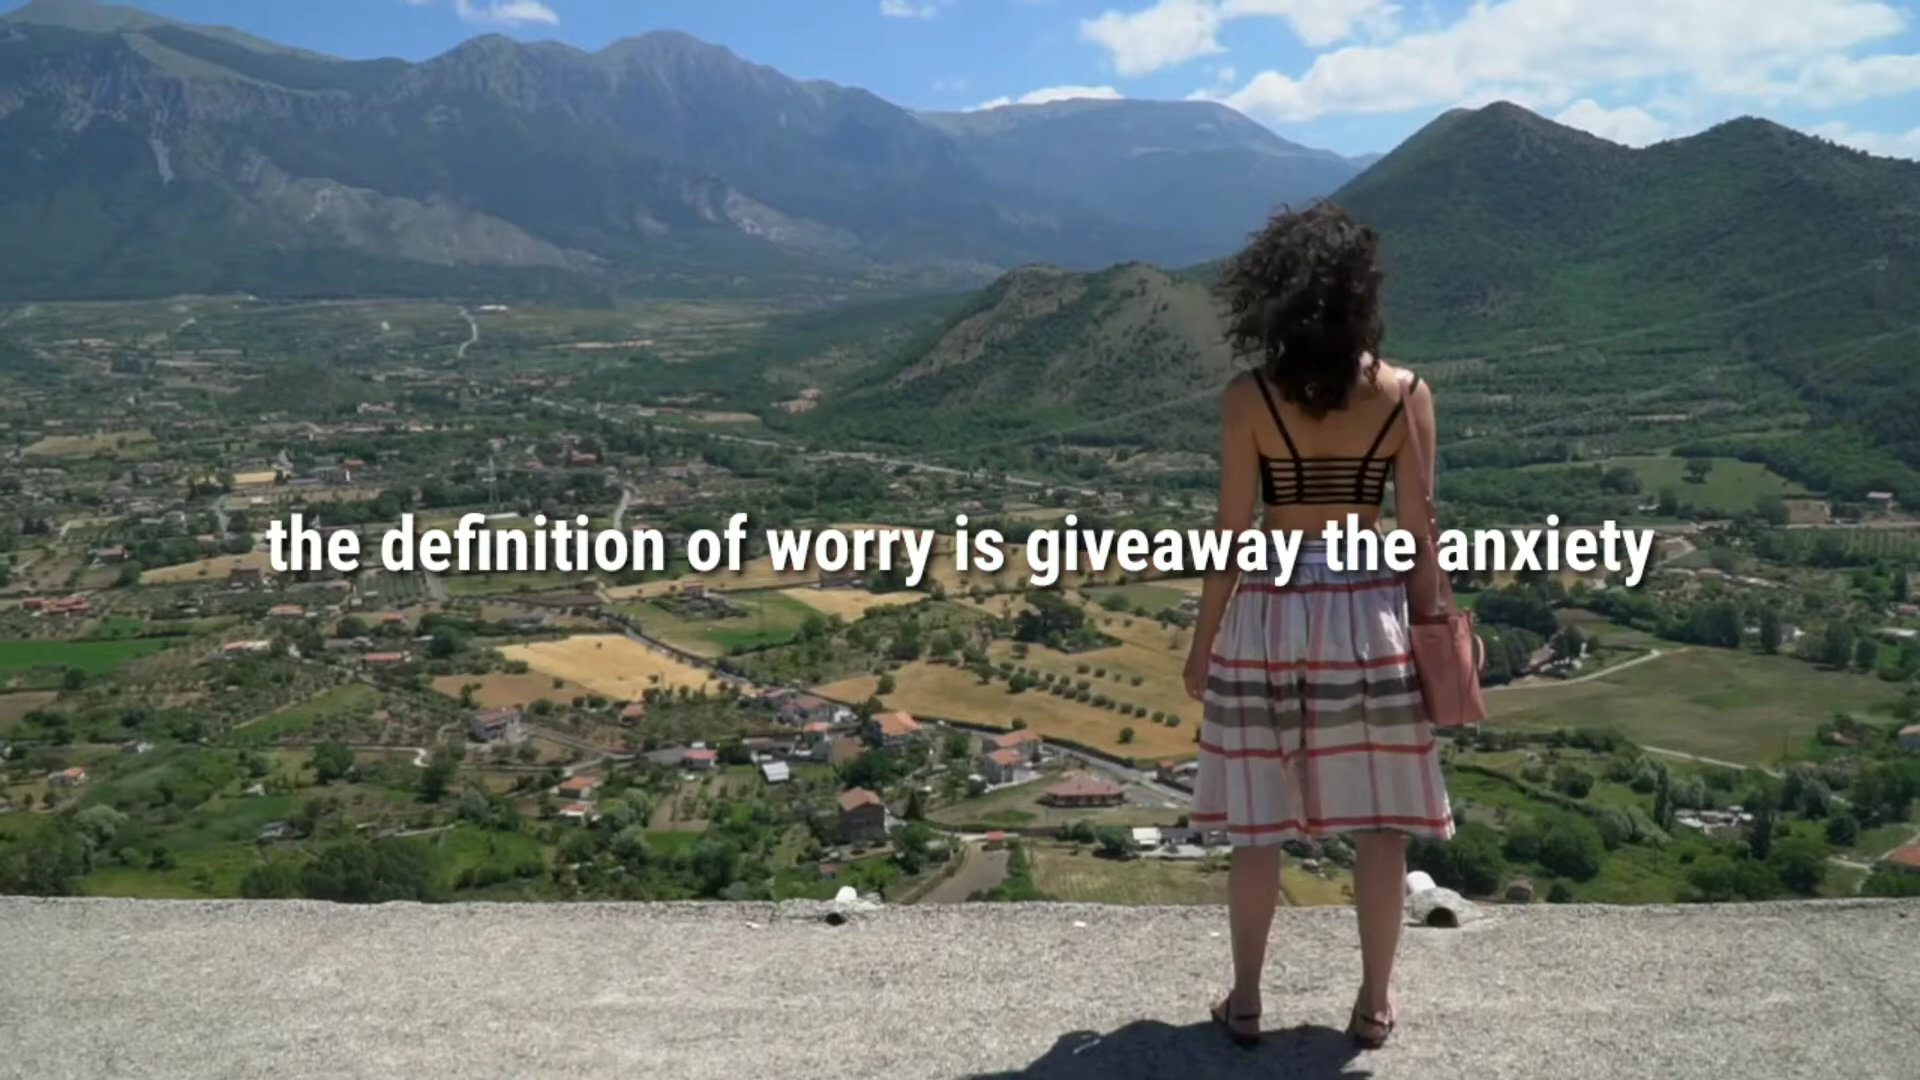 the definition of worry is giveaway the anxiety